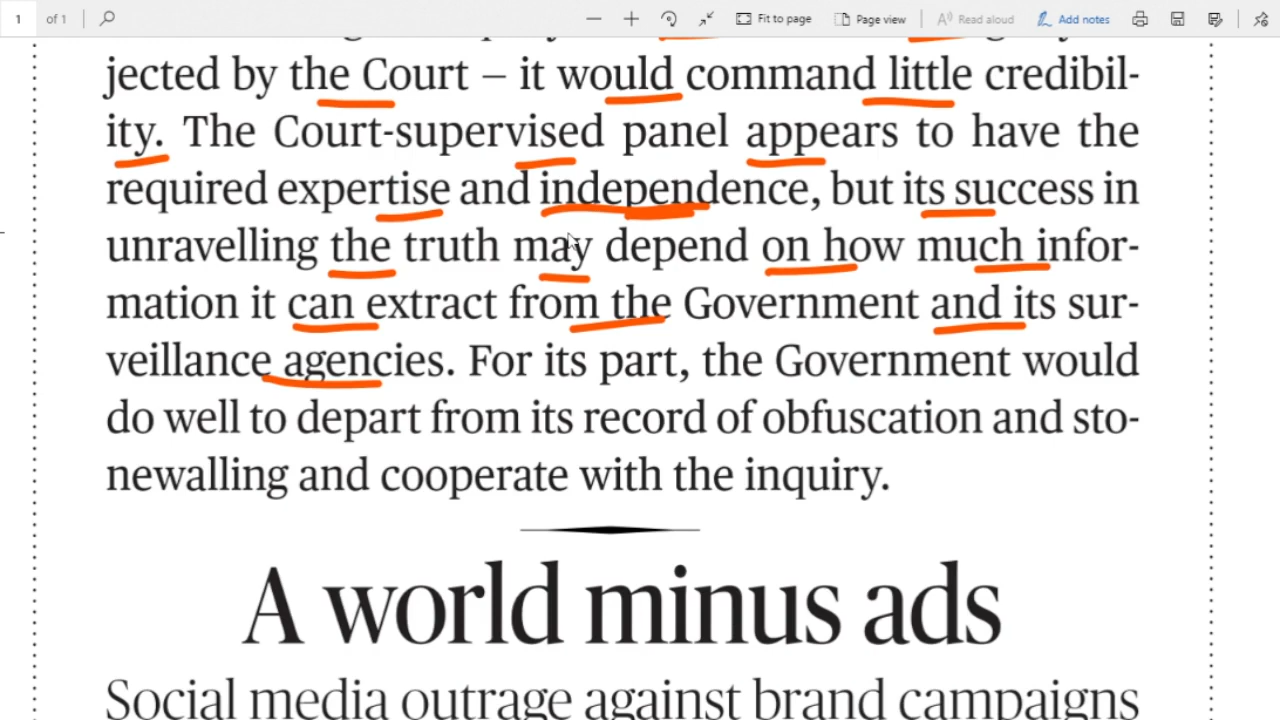 1 of 1 Fit to page Page view Read aloud Add notes
jected by the Court – it would command little credibil-
ity. The Court-supervised panel appears to have the
required expertise and independence, but its success in
unravelling the truth may depend on how much infor-
mation it can extract from the Government and its sur-
veillance agencies. For its part, the Government would
do well to depart from its record of obfuscation and sto-
newalling and cooperate with the inquiry.
A world minus ads
Social media outrage against brand campaigns